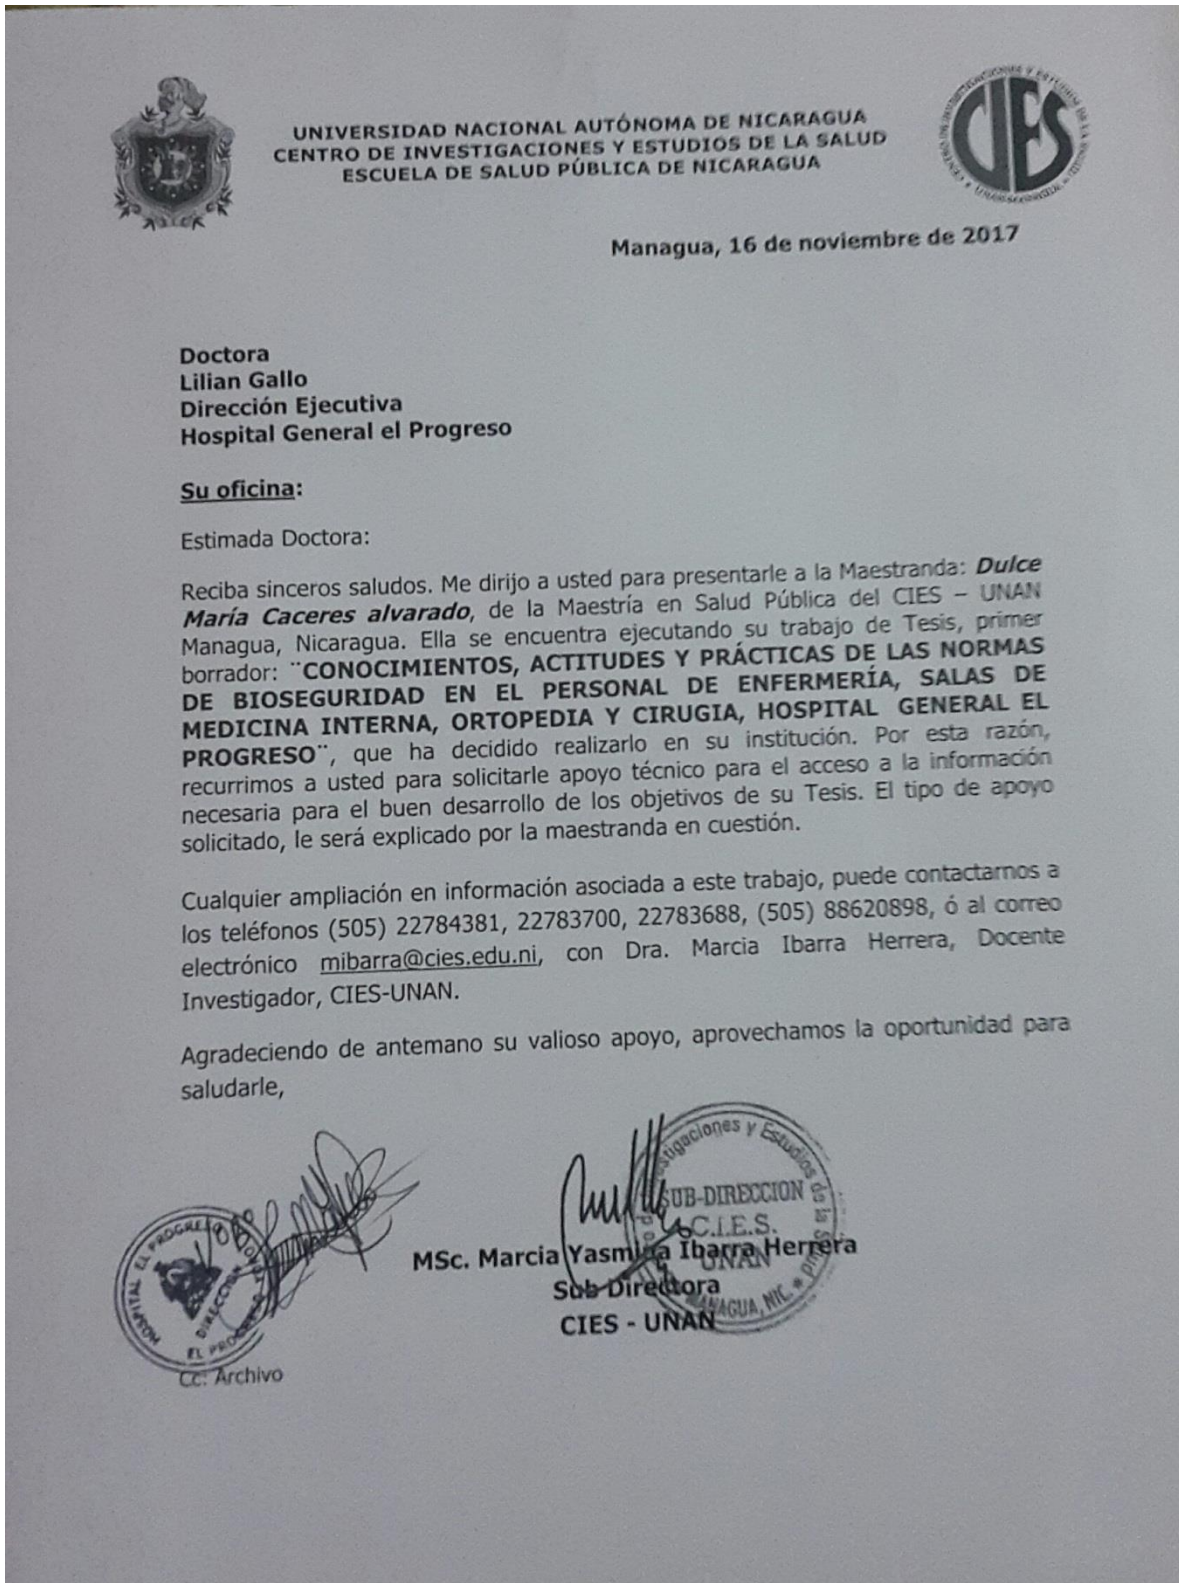 UNIVERSIDAD NACIONAL AUTÓNOMA DE NICARAGUA
CENTRO DE INVESTIGACIONES Y ESTUDIOS DE LA SALUD
ESCUELA DE SALUD PÚBLICA DE NICARAGUA
CIES
Managua, 16 de noviembre de 2017
Doctora
Lilian Gallo
Dirección Ejecutiva
Hospital General el Progreso
Su oficina:
Estimada Doctora:
Reciba sinceros saludos. Me dirijo a usted para presentarle a la Maestranda: Dulce
María Caceres alvarado, de la Maestría en Salud Pública del CIES – UNAN
Managua, Nicaragua. Ella se encuentra ejecutando su trabajo de Tesis, primer
borrador: ¨CONOCIMIENTOS, ACTITUDES Y PRÁCTICAS DE LAS NORMAS
DE BIOSEGURIDAD EN EL PERSONAL DE ENFERMERÍA, SALAS DE
MEDICINA INTERNA, ORTOPEDIA Y CIRUGIA, HOSPITAL GENERAL EL
PROGRESO¨, que ha decidido realizarlo en su institución. Por esta razón,
recurrimos a usted para solicitarle apoyo técnico para el acceso a la información
necesaria para el buen desarrollo de los objetivos de su Tesis. El tipo de apoyo
solicitado, le será explicado por la maestranda en cuestión.
Cualquier ampliación en información asociada a este trabajo, puede contactarnos a
los teléfonos (505) 22784381, 22783700, 22783688, (505) 88620898, ó al correo
electrónico mibarra@cies.edu.ni, con Dra. Marcia Ibarra Herrera, Docente
Investigador, CIES-UNAN.
Agradeciendo de antemano su valioso apoyo, aprovechamos la oportunidad para
saludarle,
SUB-DIRECCION
C.I.E.S.
UNAN
MANAGUA, NIC.
MSc. Marcia Yasmina Ibarra Herrera
Sub Directora
CIES - UNAN
HOSPITAL EL PROGRESO
DIRECCION
Cc: Archivo